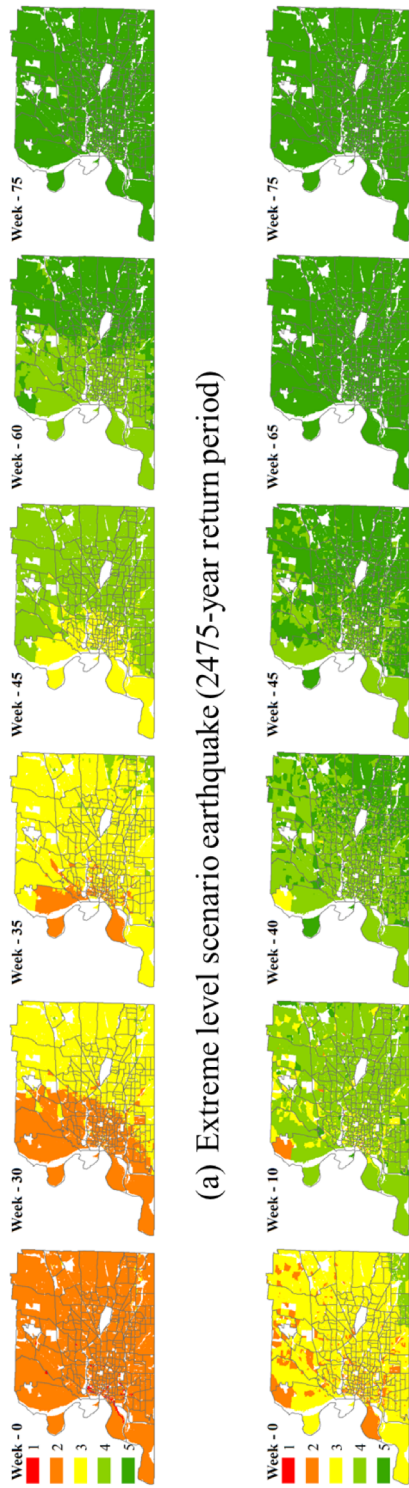 Week - 0
1
2
3
4
5
Week - 30
Week - 35
Week - 45
Week - 60
Week - 75
(a) Extreme level scenario earthquake (2475-year return period)
Week - 0
1
2
3
4
5
Week - 10
Week - 40
Week - 45
Week - 65
Week - 75